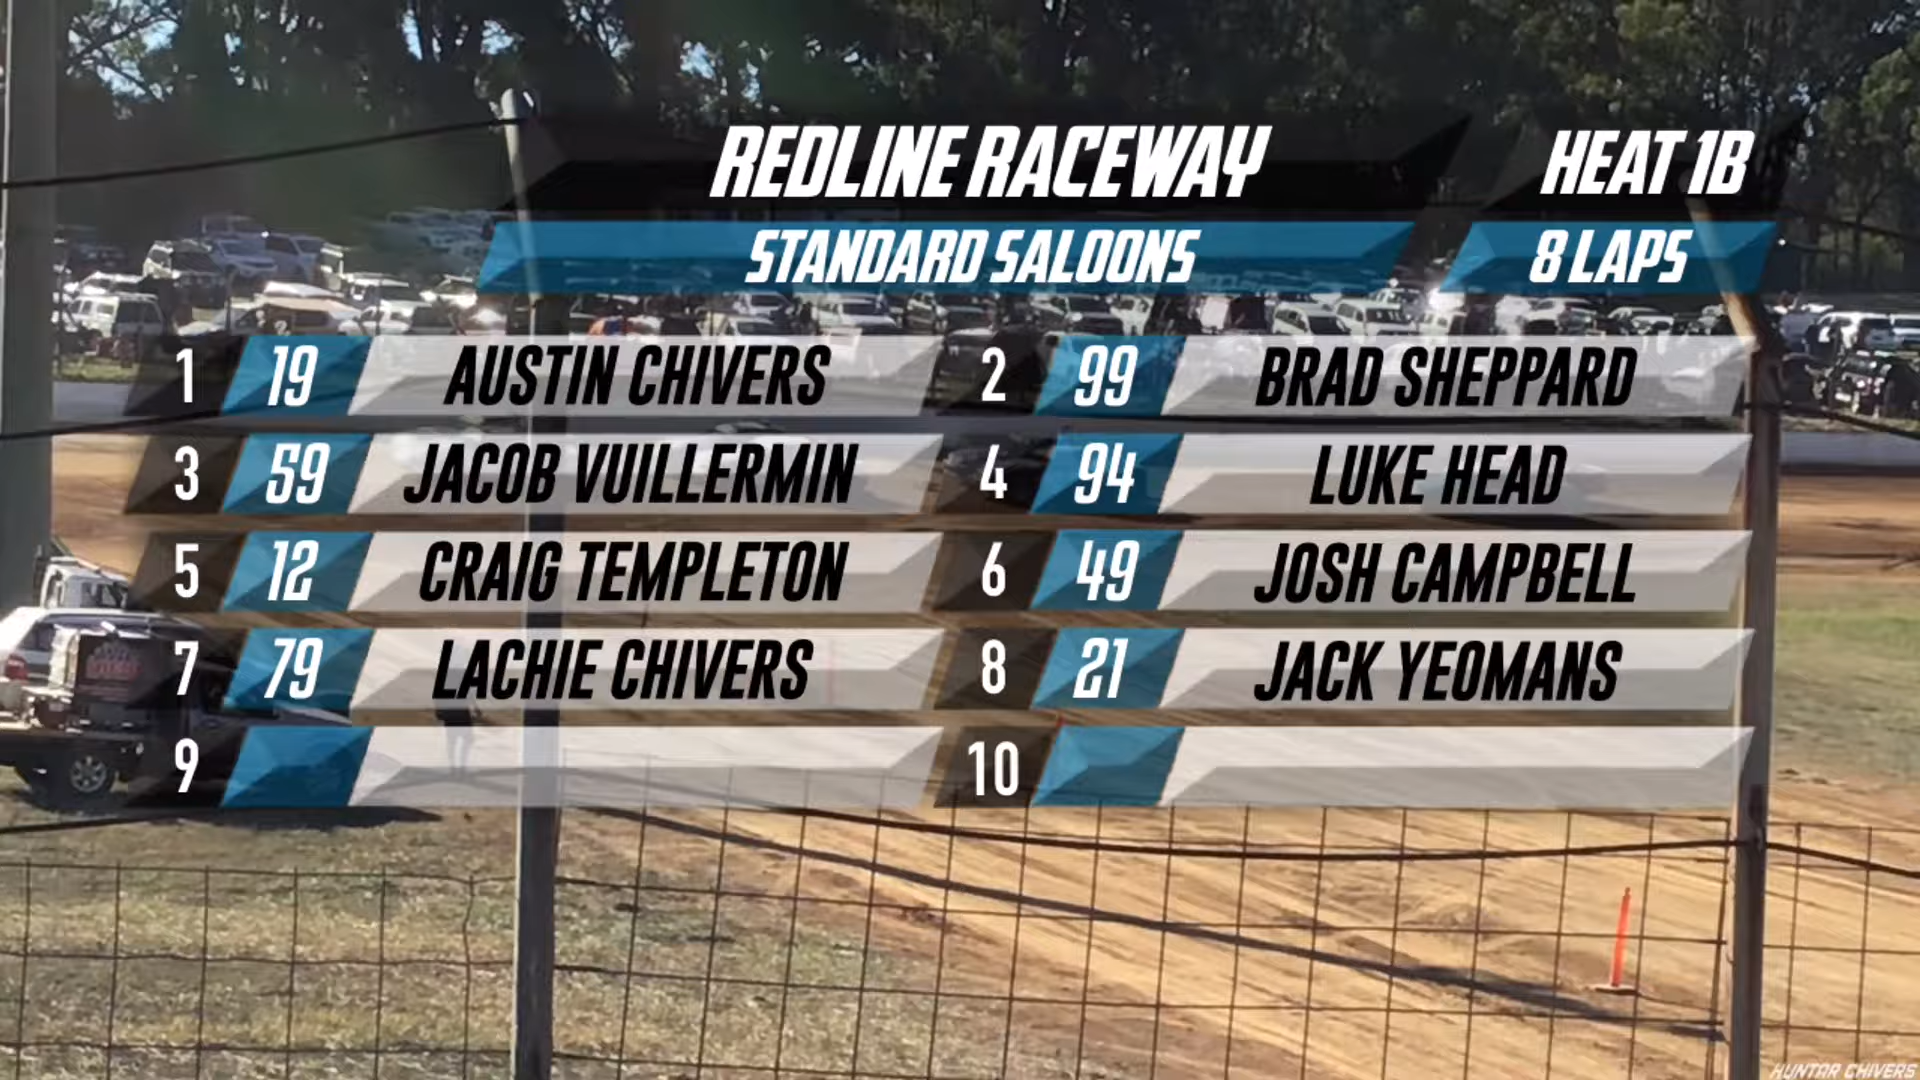 REDLINE RACEWAY
HEAT 1B
STANDARD SALOONS
8 LAPS
1 19 AUSTIN CHIVERS
2 99 BRAD SHEPPARD
3 59 JACOB VUILLERMIN
4 94 LUKE HEAD
5 12 CRAIG TEMPLETON
6 49 JOSH CAMPBELL
7 79 LACHIE CHIVERS
8 21 JACK YEOMANS
9
10
HUNTAR CHIVERS